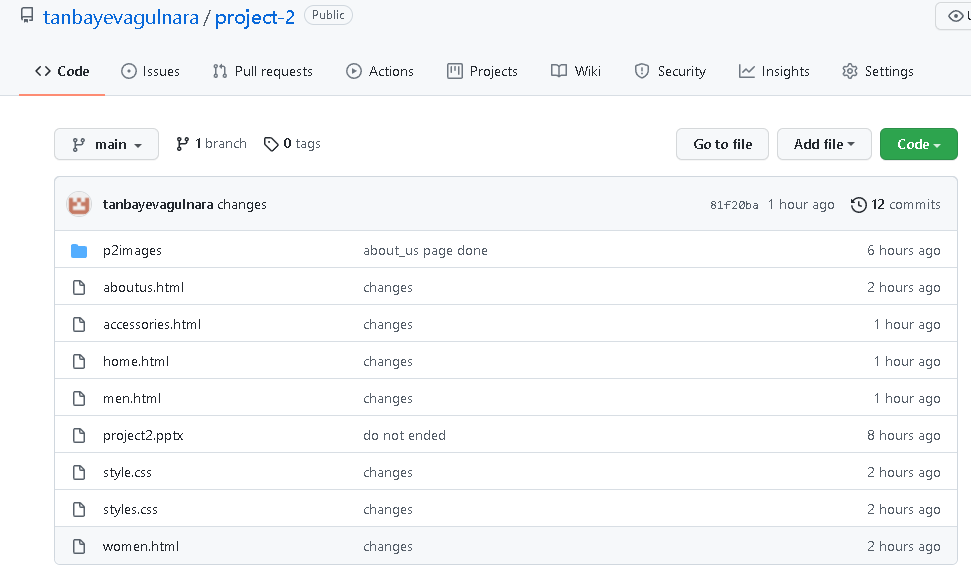 tanbayevagulnara / project-2 Public
Code Issues Pull requests Actions Projects Wiki Security Insights Settings
main 1 branch 0 tags Go to file Add file Code
tanbayevagulnara changes 81f20ba 1 hour ago 12 commits
p2images about_us page done 6 hours ago
aboutus.html changes 2 hours ago
accessories.html changes 1 hour ago
home.html changes 1 hour ago
men.html changes 1 hour ago
project2.pptx do not ended 8 hours ago
style.css changes 2 hours ago
styles.css changes 2 hours ago
women.html changes 2 hours ago